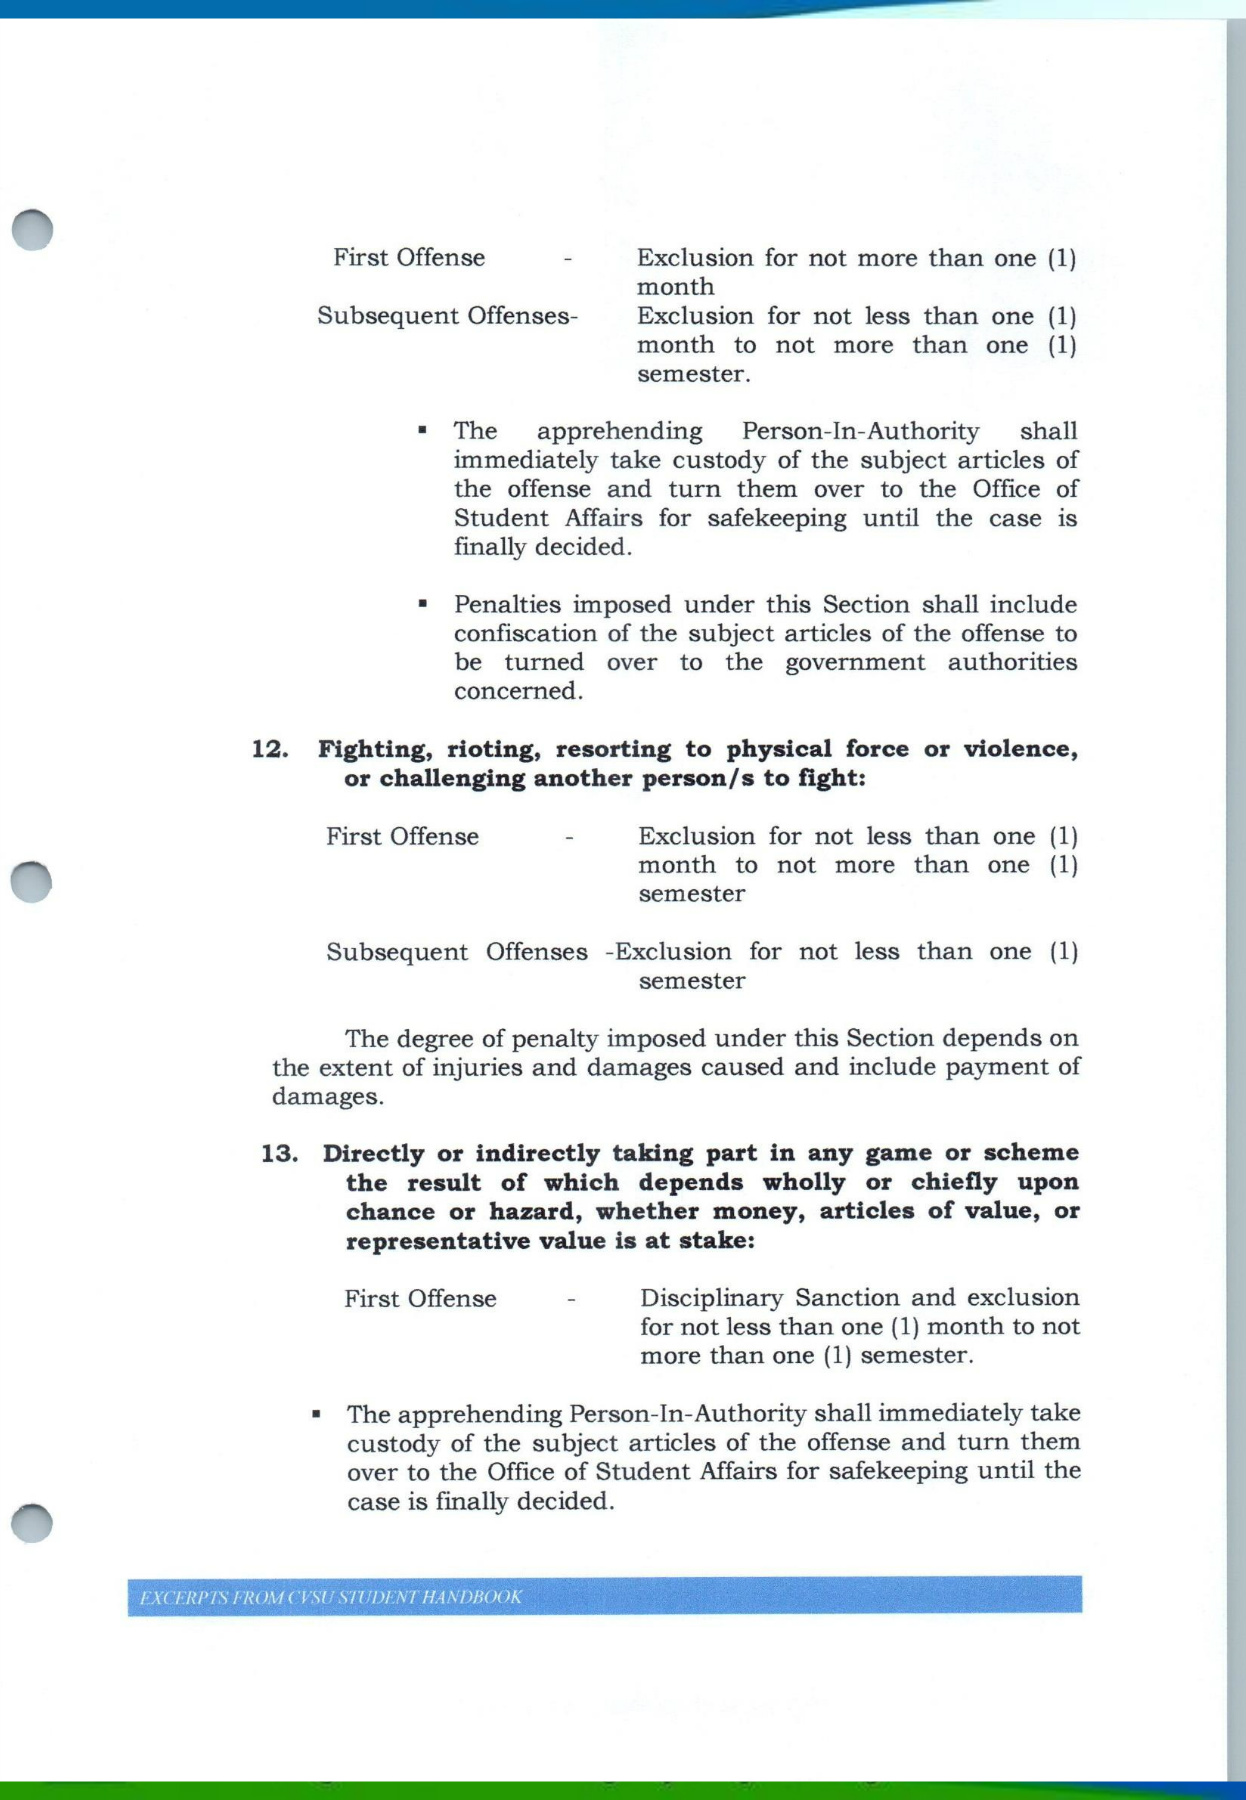 First Offense - Exclusion for not more than one (1)
month
Subsequent Offenses- Exclusion for not less than one (1)
month to not more than one (1)
semester.
▪ The apprehending Person-In-Authority shall
immediately take custody of the subject articles of
the offense and turn them over to the Office of
Student Affairs for safekeeping until the case is
finally decided.
▪ Penalties imposed under this Section shall include
confiscation of the subject articles of the offense to
be turned over to the government authorities
concerned.
12. Fighting, rioting, resorting to physical force or violence,
or challenging another person/s to fight:
First Offense - Exclusion for not less than one (1)
month to not more than one (1)
semester
Subsequent Offenses -Exclusion for not less than one (1)
semester
The degree of penalty imposed under this Section depends on
the extent of injuries and damages caused and include payment of
damages.
13. Directly or indirectly taking part in any game or scheme
the result of which depends wholly or chiefly upon
chance or hazard, whether money, articles of value, or
representative value is at stake:
First Offense - Disciplinary Sanction and exclusion
for not less than one (1) month to not
more than one (1) semester.
▪ The apprehending Person-In-Authority shall immediately take
custody of the subject articles of the offense and turn them
over to the Office of Student Affairs for safekeeping until the
case is finally decided.
EXCERPTS FROM CVSU STUDENT HANDBOOK